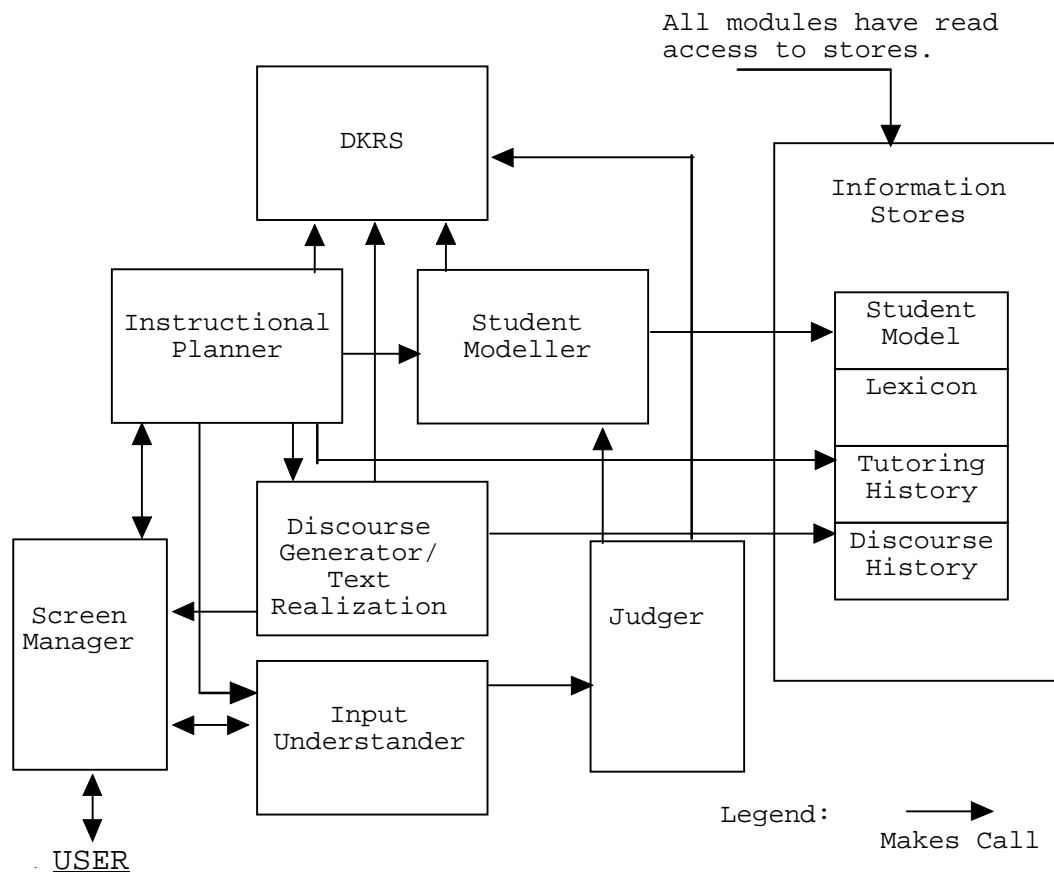 All modules have read
access to stores.
DKRS
Information
Stores
Instructional
Planner
Student
Modeller
Student
Model
Lexicon
Tutoring
History
Discourse
History
Discourse
Generator/
Text
Realization
Screen
Manager
Judger
Input
Understander
Legend:
Makes Call
. USER